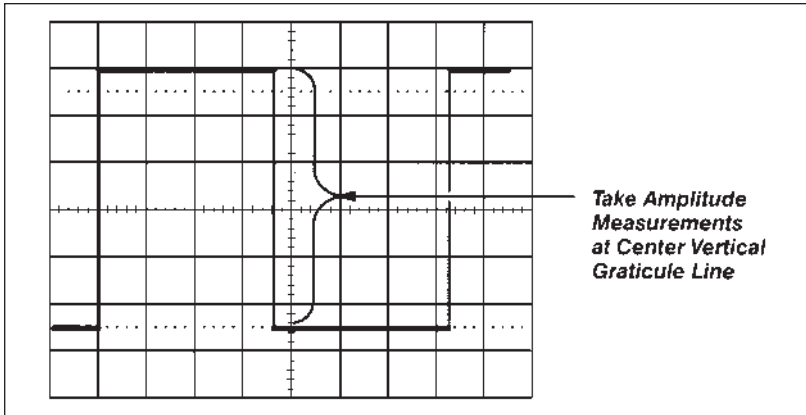 Take Amplitude
Measurements
at Center Vertical
Graticule Line